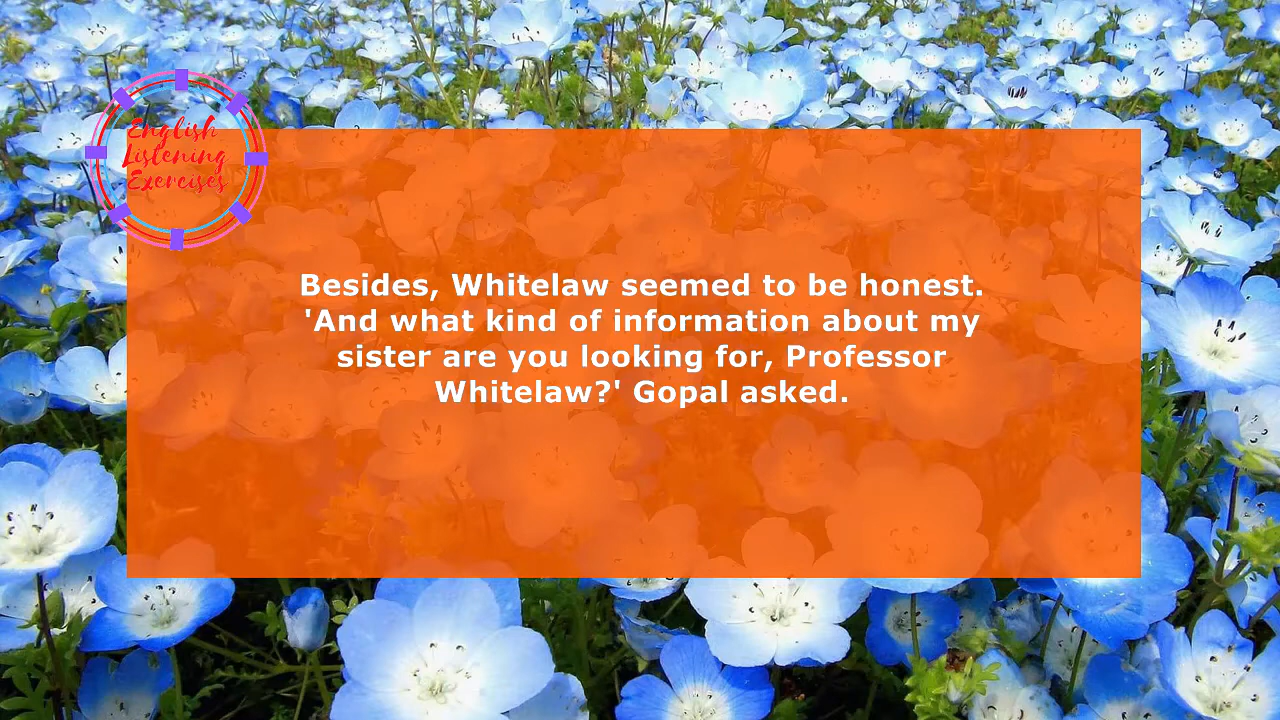 English
Listening
Exercises
Besides, Whitelaw seemed to be honest.
'And what kind of information about my
sister are you looking for, Professor
Whitelaw?' Gopal asked.